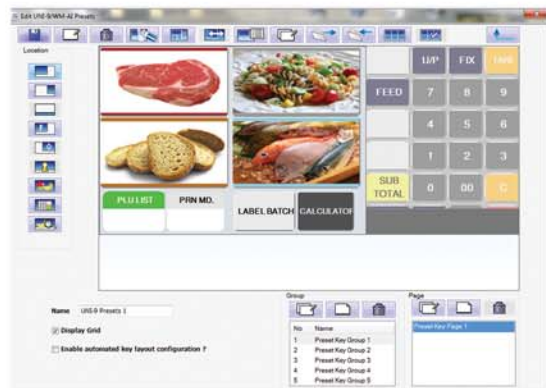 Edit UNI-9/WM-AI Presets
Location
U/P FIX TARE
FEED 7 8 9
4 5 6
1 2 3
SUB TOTAL 0 00 C
PLU LIST PRN MD. LABEL BATCH CALCULATOR
Name UNI-9 Presets 1
Display Grid
Enable automated key layout configuration ?
Group
No Name
1 Preset Key Group 1
2 Preset Key Group 2
3 Preset Key Group 3
4 Preset Key Group 4
5 Preset Key Group 5
Page
Preset Key Page 1